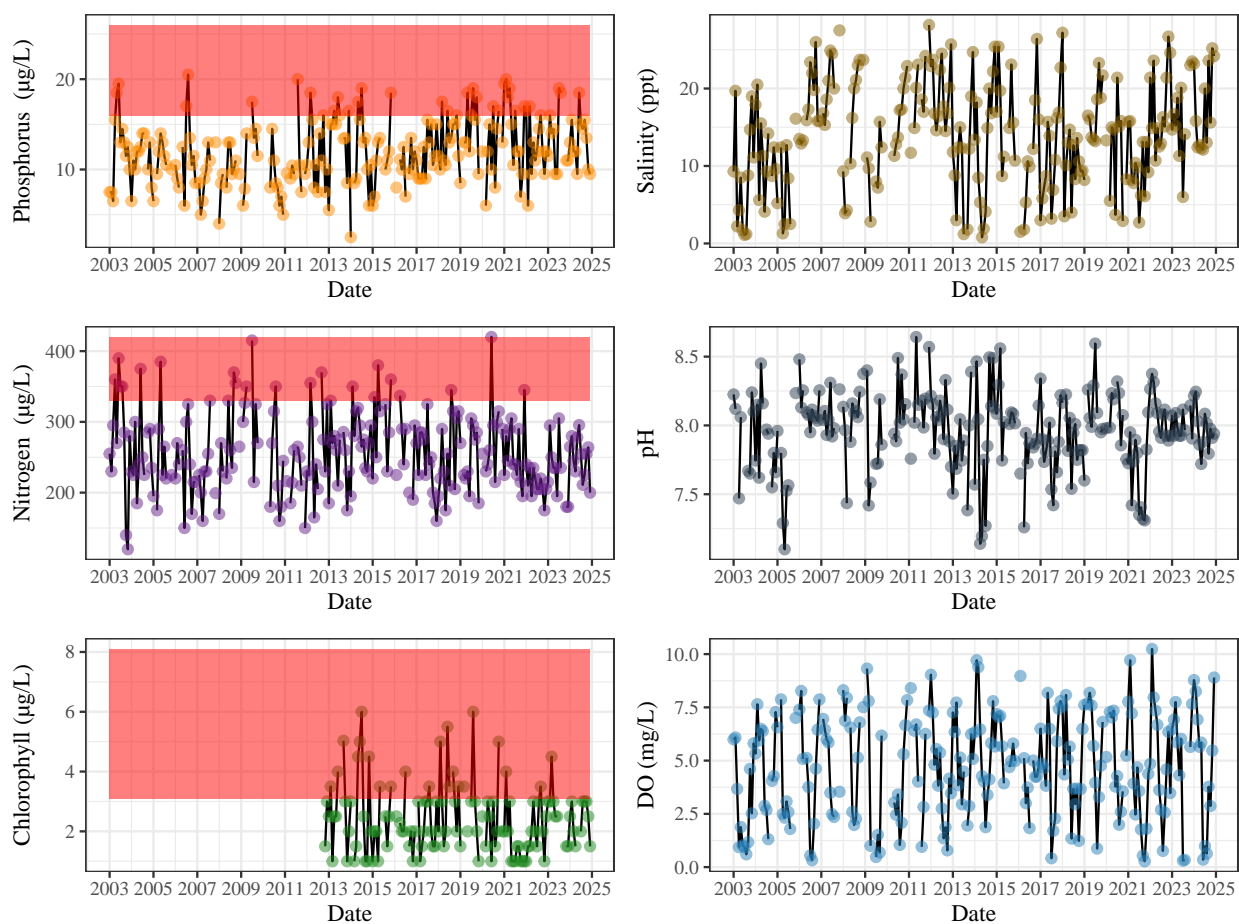 Phosphorus (µg/L)
20
10
2003 2005 2007 2009 2011 2013 2015 2017 2019 2021 2023 2025
Date
Salinity (ppt)
20
10
0
2003 2005 2007 2009 2011 2013 2015 2017 2019 2021 2023 2025
Date
Nitrogen (µg/L)
400
300
200
2003 2005 2007 2009 2011 2013 2015 2017 2019 2021 2023 2025
Date
pH
8.5
8.0
7.5
2003 2005 2007 2009 2011 2013 2015 2017 2019 2021 2023 2025
Date
Chlorophyll (µg/L)
8
6
4
2
2003 2005 2007 2009 2011 2013 2015 2017 2019 2021 2023 2025
Date
DO (mg/L)
10.0
7.5
5.0
2.5
0.0
2003 2005 2007 2009 2011 2013 2015 2017 2019 2021 2023 2025
Date